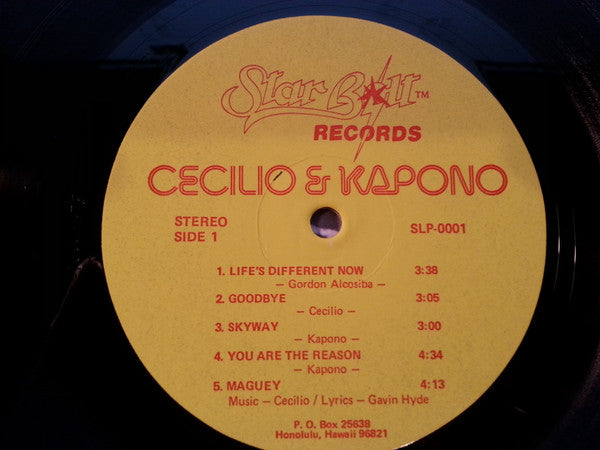 Star Bolt™
RECORDS
CECILIO & KAPONO
STEREO
SIDE 1
SLP-0001
1. LIFE'S DIFFERENT NOW 3:38
— Gordon Alcosiba —
2. GOODBYE 3:05
— Cecilio —
3. SKYWAY 3:00
— Kapono —
4. YOU ARE THE REASON 4:34
— Kapono —
5. MAGUEY 4:13
Music — Cecilio / Lyrics — Gavin Hyde
P. O. Box 25638
Honolulu, Hawaii 96821